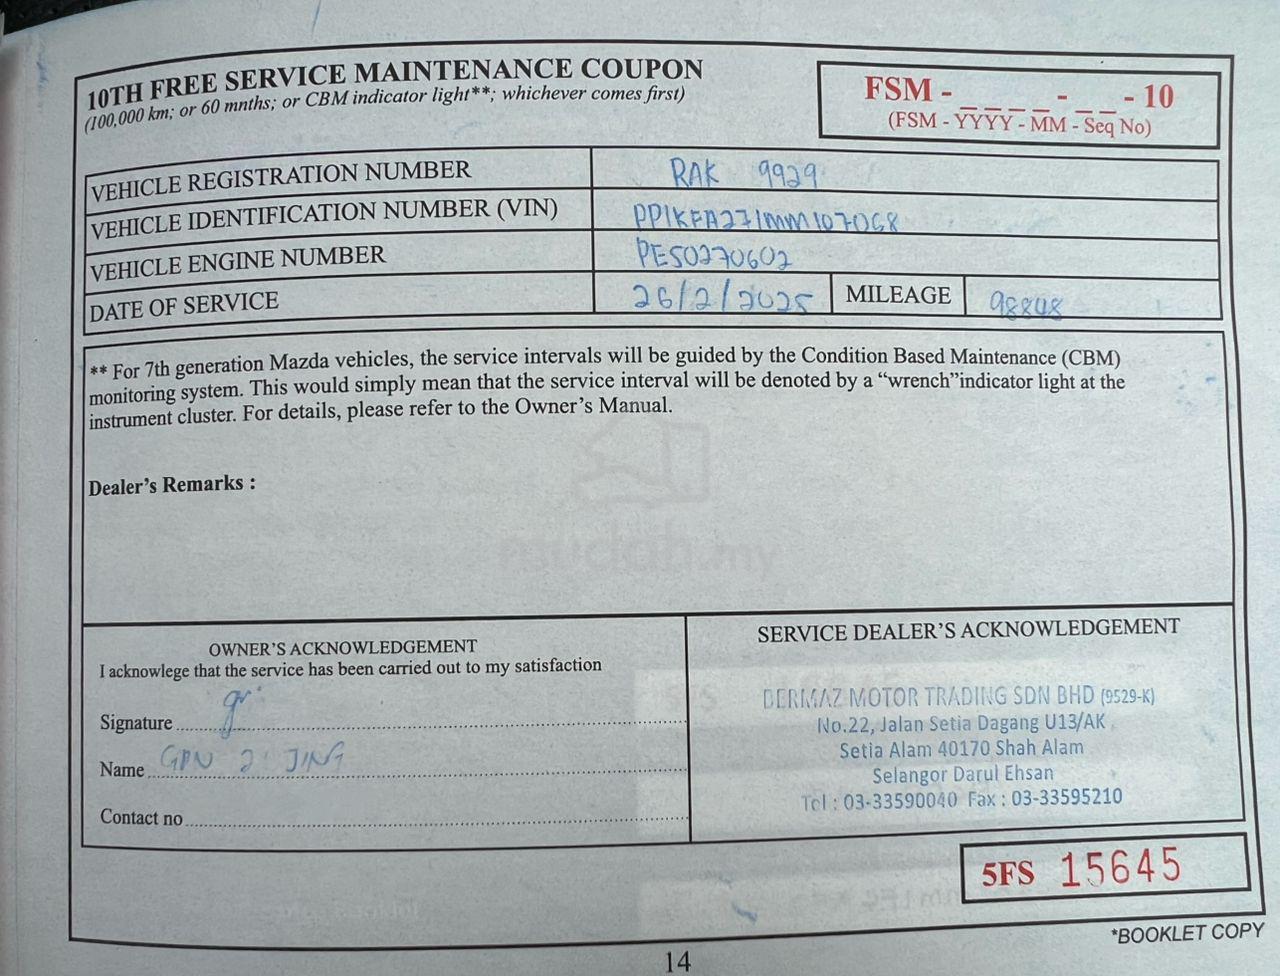 10TH FREE SERVICE MAINTENANCE COUPON
(100,000 km; or 60 mnths; or CBM indicator light**; whichever comes first)
FSM - _ _ _ _ - _ _ - 10
(FSM - YYYY - MM - Seq No)
VEHICLE REGISTRATION NUMBER RAK 9929
VEHICLE IDENTIFICATION NUMBER (VIN) PP1KFA271MM107068
VEHICLE ENGINE NUMBER PE50270602
DATE OF SERVICE 26/2/2025 MILEAGE 98848
** For 7th generation Mazda vehicles, the service intervals will be guided by the Condition Based Maintenance (CBM)
monitoring system. This would simply mean that the service interval will be denoted by a “wrench”indicator light at the
instrument cluster. For details, please refer to the Owner’s Manual.
Dealer’s Remarks :
mudah.my
OWNER’S ACKNOWLEDGEMENT
I acknowlege that the service has been carried out to my satisfaction
Signature
Name JING
Contact no
SERVICE DEALER’S ACKNOWLEDGEMENT
BERMAZ MOTOR TRADING SDN BHD (9529-K)
No.22, Jalan Setia Dagang U13/AK
Setia Alam 40170 Shah Alam
Selangor Darul Ehsan
Tel : 03-33590040 Fax : 03-33595210
5FS 15645
*BOOKLET COPY
14